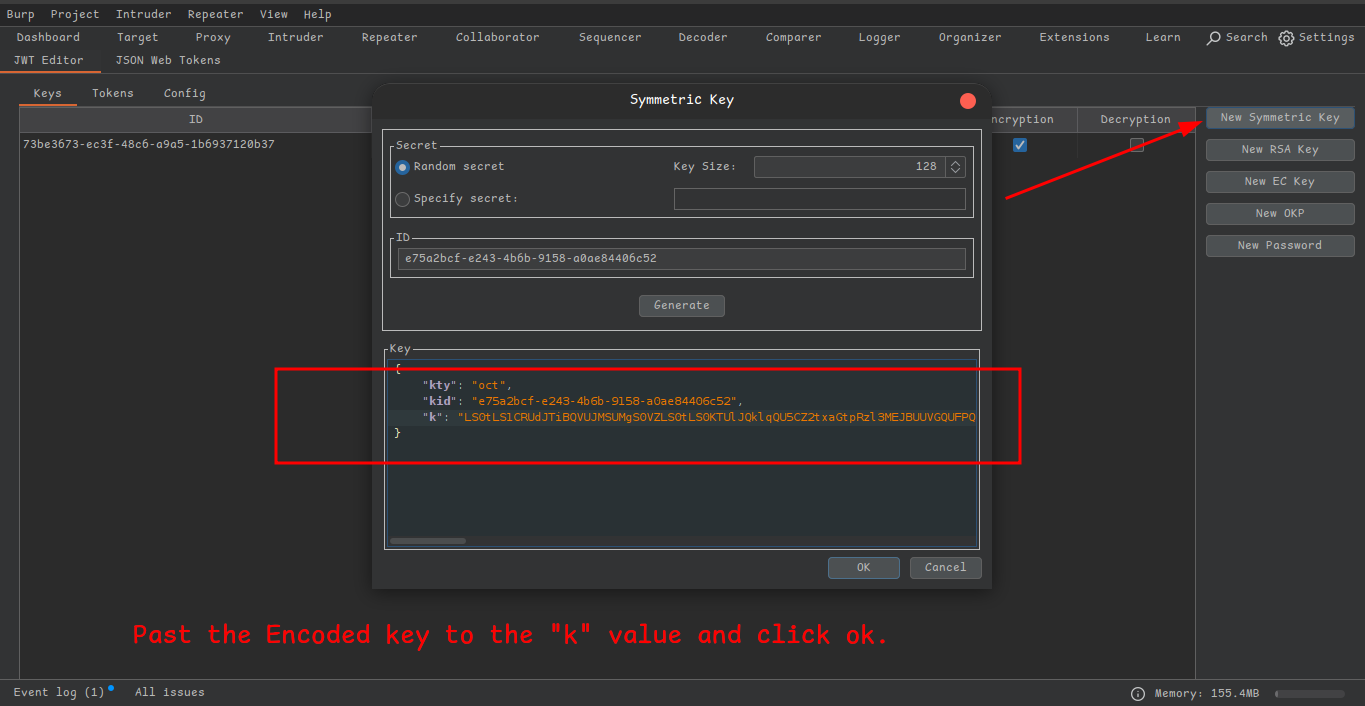 Burp Project Intruder Repeater View Help
Dashboard Target Proxy Intruder Repeater Collaborator Sequencer Decoder Comparer Logger Organizer Extensions Learn Search Settings
JWT Editor JSON Web Tokens
Keys Tokens Config
Symmetric Key
ID ncryption Decryption
73be3673-ec3f-48c6-a9a5-1b6937120b37
New Symmetric Key
New RSA Key
New EC Key
New OKP
New Password
Secret
Random secret Key Size: 128
Specify secret:
ID
e75a2bcf-e243-4b6b-9158-a0ae84406c52
Generate
Key
{
"kty": "oct",
"kid": "e75a2bcf-e243-4b6b-9158-a0ae84406c52",
"k":
}
OK Cancel
Past the Encoded key to the "k" value and click ok.
Event log (1) All issues Memory: 155.4MB